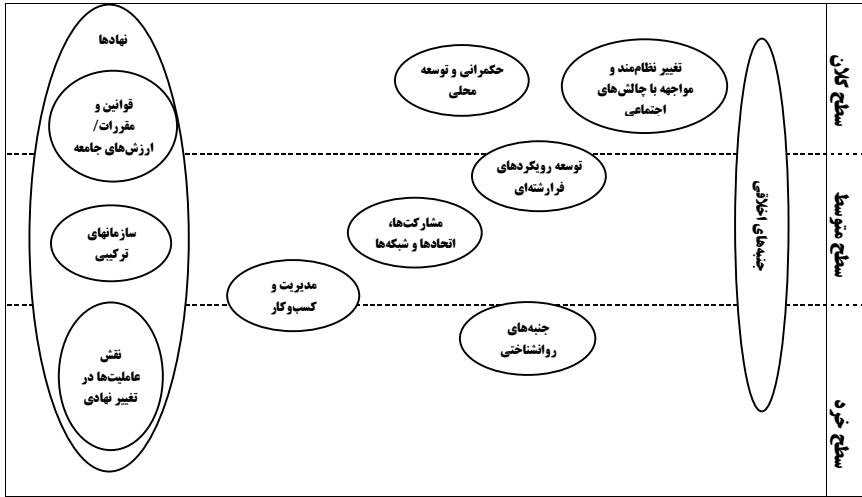 سطح کلان
تغییر نظام‌مند و
مواجهه با چالش‌های
اجتماعی
حکمرانی و توسعه
محلی
نهادها
قوانین و
مقررات/
ارزش‌های جامعه
سطح متوسط
جنبه‌های اخلاقی
توسعه رویکردهای
فرارشته‌ای
مشارکت‌ها،
اتحادها و شبکه‌ها
سازمانهای
ترکیبی
مدیریت و
کسب‌وکار
سطح خرد
جنبه‌های
روانشناختی
نقش
عاملیت‌ها در
تغییر نهادی